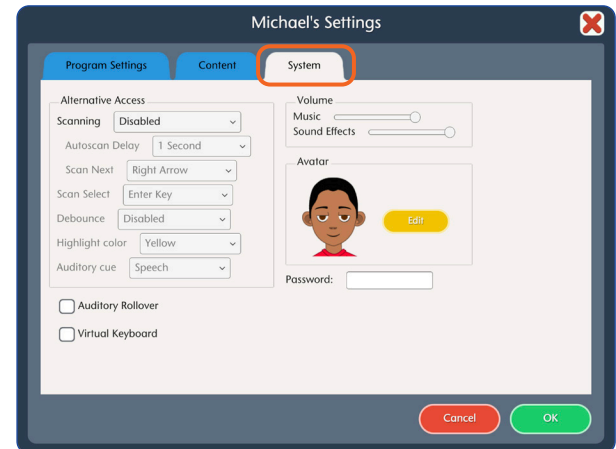 Michael's Settings
Program Settings
Content
System
Alternative Access
Scanning Disabled
Autoscan Delay 1 Second
Scan Next Right Arrow
Scan Select Enter Key
Debounce Disabled
Highlight color Yellow
Auditory cue Speech
Auditory Rollover
Virtual Keyboard
Volume
Music
Sound Effects
Avatar
Edit
Password:
Cancel
OK